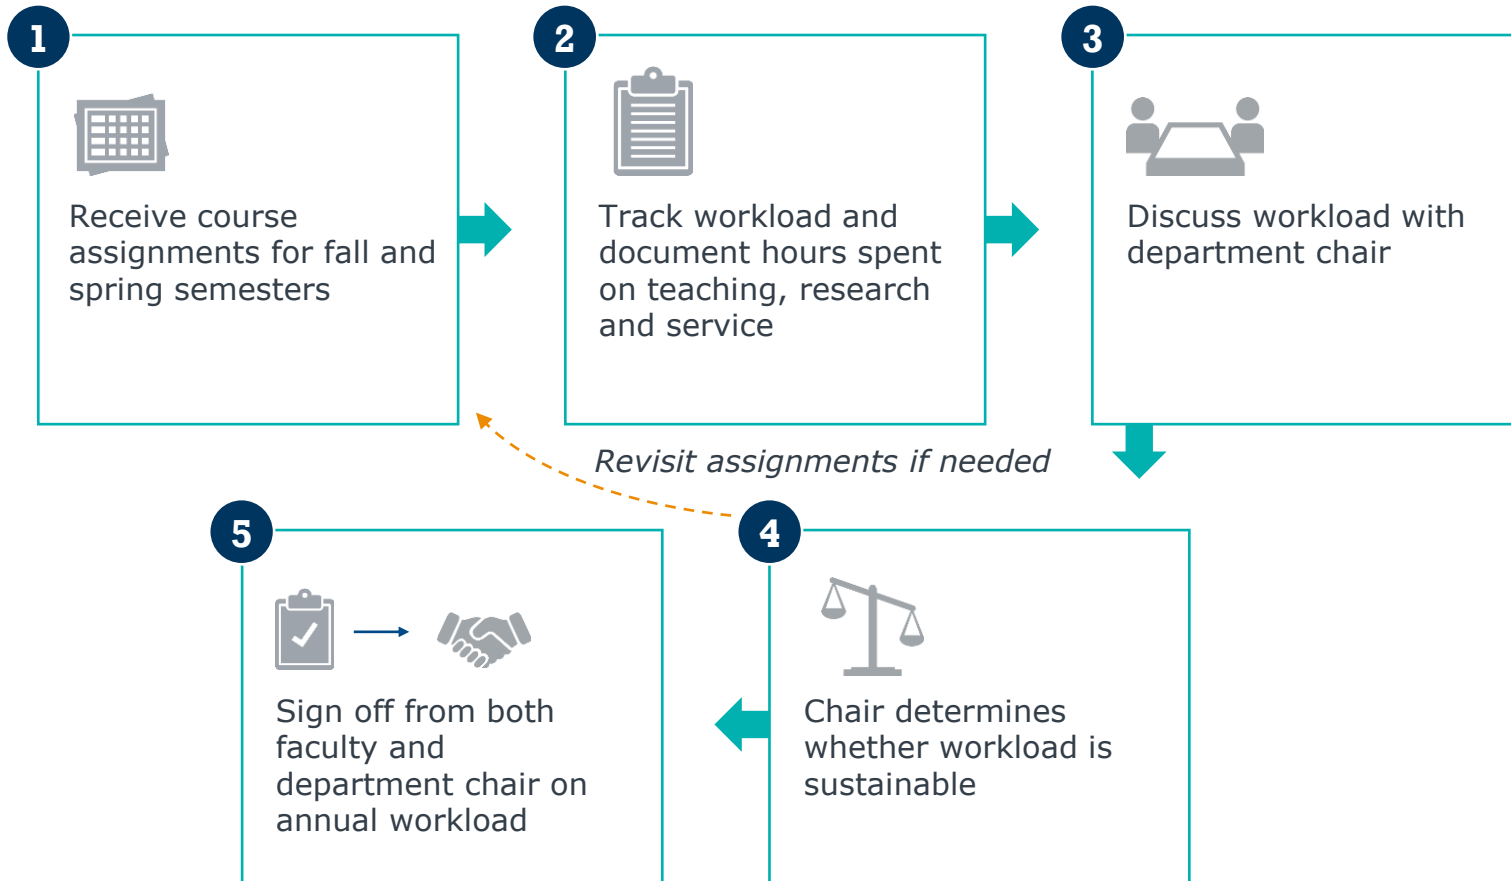 1
Receive course
assignments for fall and
spring semesters
2
Track workload and
document hours spent
on teaching, research
and service
3
Discuss workload with
department chair
Revisit assignments if needed
4
Chair determines
whether workload is
sustainable
5
Sign off from both
faculty and
department chair on
annual workload